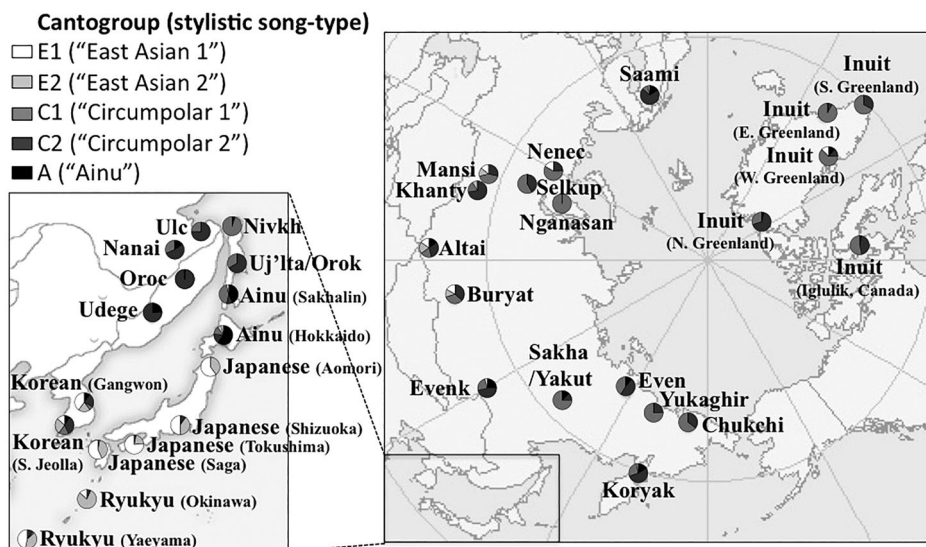 Cantogroup (stylistic song-type)
E1 ("East Asian 1")
E2 ("East Asian 2")
C1 ("Circumpolar 1")
C2 ("Circumpolar 2")
A ("Ainu")
Ulc
Nivkh
Nanai
Oroc
Uj'lta/Orok
Udege
Ainu (Sakhalin)
Ainu (Hokkaido)
Japanese (Aomori)
Korean (Gangwon)
Japanese (Shizuoka)
Korean
(S. Jeolla)
Japanese (Tokushima)
Japanese (Saga)
Ryukyu (Okinawa)
Ryukyu (Yaeyama)
Saami
Inuit
(S. Greenland)
Inuit
(E. Greenland)
Inuit
(W. Greenland)
Nenec
Mansi
Khanty
Selkup
Nganasan
Inuit
(N. Greenland)
Altai
Inuit
(Iglulik, Canada)
Buryat
Sakha
/Yakut
Evenk
Even
Yukaghir
Chukchi
Koryak